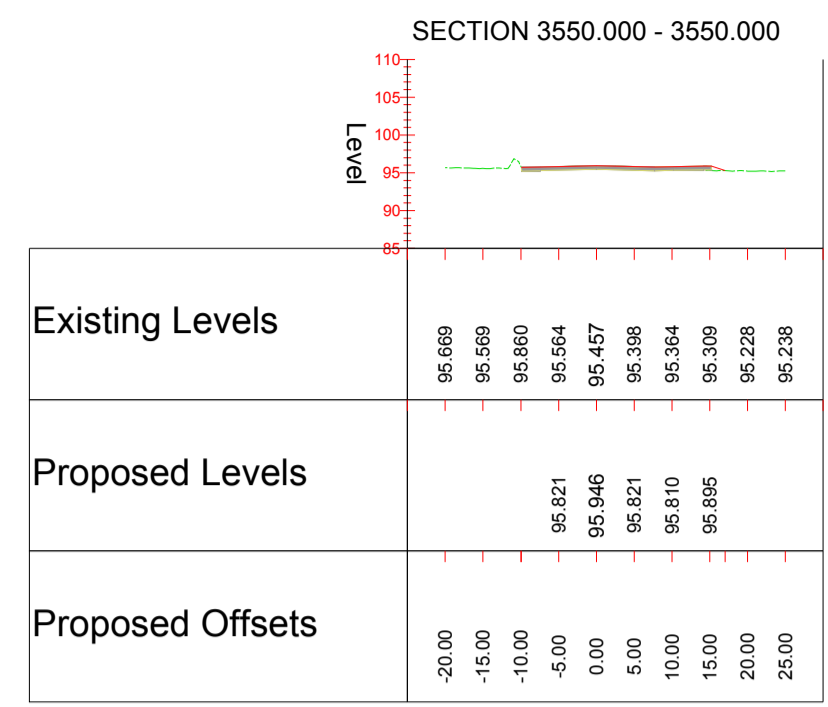 SECTION 3550.000 - 3550.000
110
105
100
95
90
85
Level
Existing Levels
95.669 95.569 95.860 95.564 95.457 95.398 95.364 95.309 95.228 95.238
Proposed Levels
95.821 95.946 95.821 95.810 95.895
Proposed Offsets
-20.00 -15.00 -10.00 -5.00 0.00 5.00 10.00 15.00 20.00 25.00